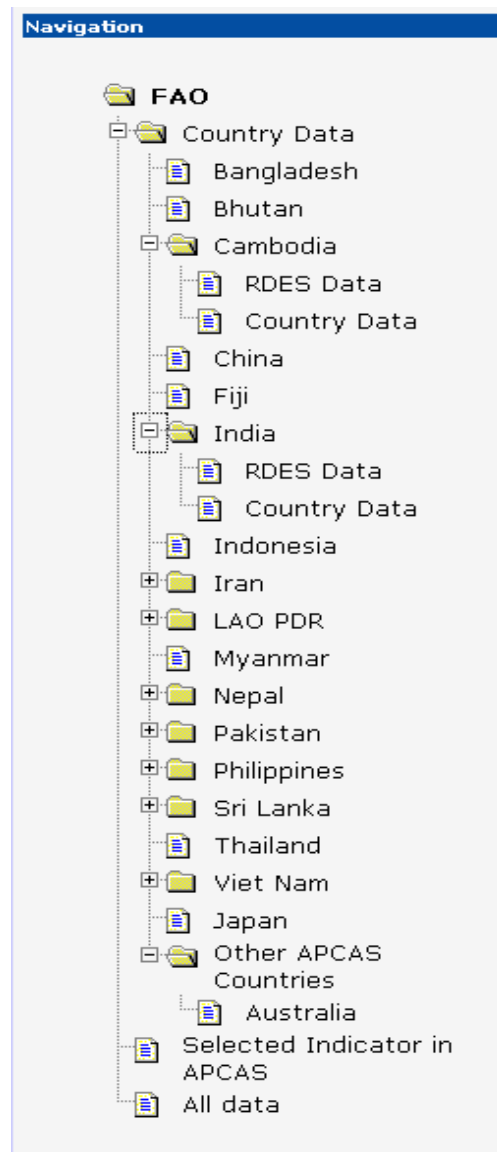 Navigation
FAO
Country Data
Bangladesh
Bhutan
Cambodia
RDES Data
Country Data
China
Fiji
India
RDES Data
Country Data
Indonesia
Iran
LAO PDR
Myanmar
Nepal
Pakistan
Philippines
Sri Lanka
Thailand
Viet Nam
Japan
Other APCAS
Countries
Australia
Selected Indicator in
APCAS
All data